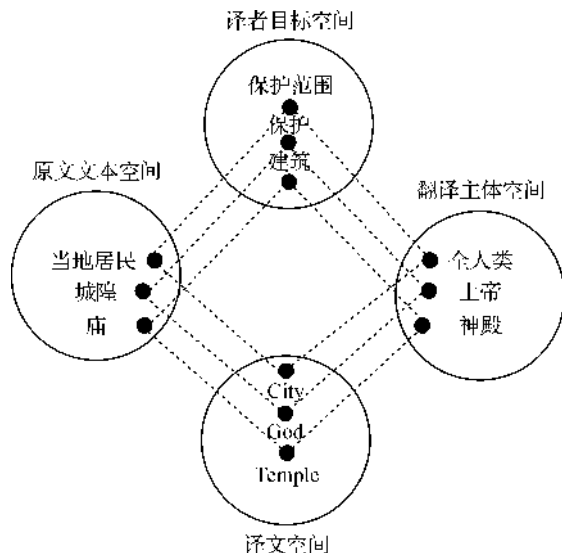 译者目标空间
保护范围
保护
建筑
原文文本空间
当地居民
城隍
庙
翻译主体空间
个人类
上帝
神殿
City
God
Temple
译文空间